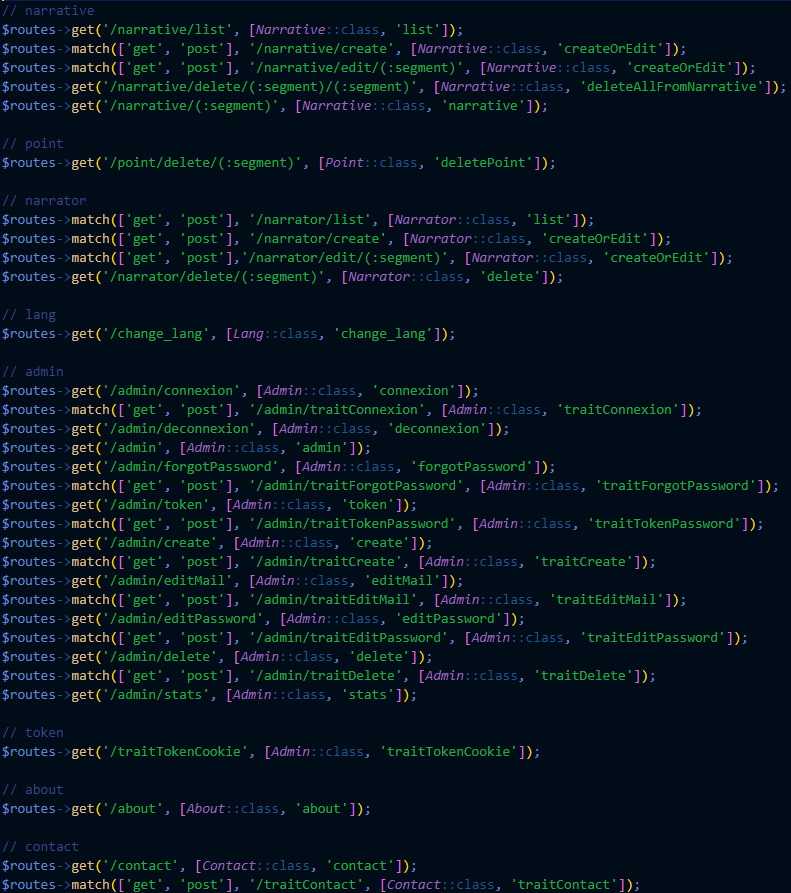 // narrative
$routes->get('/narrative/list', [Narrative::class, 'list']);
$routes->match(['get', 'post'], '/narrative/create', [Narrative::class, 'createOrEdit']);
$routes->match(['get', 'post'], '/narrative/edit/(:segment)', [Narrative::class, 'createOrEdit']);
$routes->get('/narrative/delete/(:segment)/(:segment)', [Narrative::class, 'deleteAllFromNarrative']);
$routes->get('/narrative/(:segment)', [Narrative::class, 'narrative']);

// point
$routes->get('/point/delete/(:segment)', [Point::class, 'deletePoint']);

// narrator
$routes->match(['get', 'post'], '/narrator/list', [Narrator::class, 'list']);
$routes->match(['get', 'post'], '/narrator/create', [Narrator::class, 'createOrEdit']);
$routes->match(['get', 'post'],'/narrator/edit/(:segment)', [Narrator::class, 'createOrEdit']);
$routes->get('/narrator/delete/(:segment)', [Narrator::class, 'delete']);

// lang
$routes->get('/change_lang', [Lang::class, 'change_lang']);

// admin
$routes->get('/admin/connexion', [Admin::class, 'connexion']);
$routes->match(['get', 'post'], '/admin/traitConnexion', [Admin::class, 'traitConnexion']);
$routes->get('/admin/deconnexion', [Admin::class, 'deconnexion']);
$routes->get('/admin', [Admin::class, 'admin']);
$routes->get('/admin/forgotPassword', [Admin::class, 'forgotPassword']);
$routes->match(['get', 'post'], '/admin/traitForgotPassword', [Admin::class, 'traitForgotPassword']);
$routes->get('/admin/token', [Admin::class, 'token']);
$routes->match(['get', 'post'], '/admin/traitTokenPassword', [Admin::class, 'traitTokenPassword']);
$routes->get('/admin/create', [Admin::class, 'create']);
$routes->match(['get', 'post'], '/admin/traitCreate', [Admin::class, 'traitCreate']);
$routes->get('/admin/editMail', [Admin::class, 'editMail']);
$routes->match(['get', 'post'], '/admin/traitEditMail', [Admin::class, 'traitEditMail']);
$routes->get('/admin/editPassword', [Admin::class, 'editPassword']);
$routes->match(['get', 'post'], '/admin/traitEditPassword', [Admin::class, 'traitEditPassword']);
$routes->get('/admin/delete', [Admin::class, 'delete']);
$routes->match(['get', 'post'], '/admin/traitDelete', [Admin::class, 'traitDelete']);
$routes->get('/admin/stats', [Admin::class, 'stats']);

// token
$routes->get('/traitTokenCookie', [Admin::class, 'traitTokenCookie']);

// about
$routes->get('/about', [About::class, 'about']);

// contact
$routes->get('/contact', [Contact::class, 'contact']);
$routes->match(['get', 'post'], '/traitContact', [Contact::class, 'traitContact']);